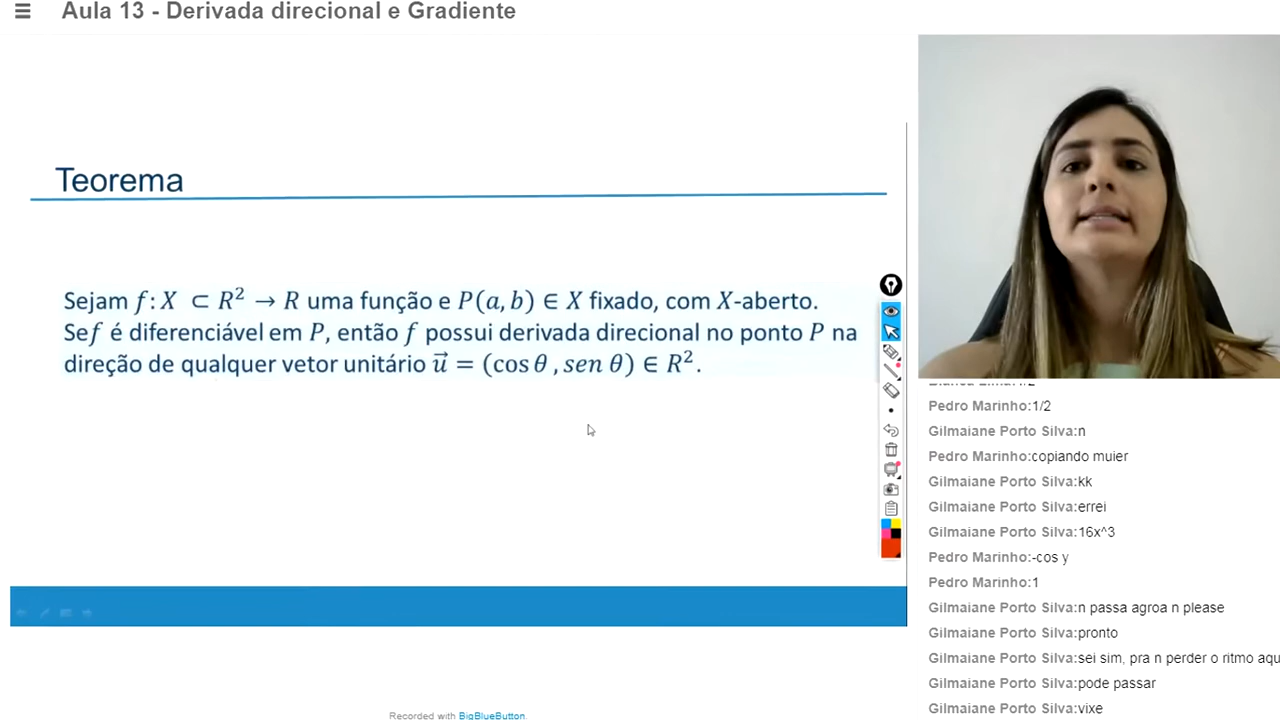 Aula 13 - Derivada direcional e Gradiente
Teorema
Sejam f: X ⊂ R² → R uma função e P(a, b) ∈ X fixado, com X-aberto.
Se f é diferenciável em P, então f possui derivada direcional no ponto P na
direção de qualquer vetor unitário u⃗ = (cos θ , sen θ) ∈ R².
Pedro Marinho:1/2
Gilmaiane Porto Silva:n
Pedro Marinho:copiando muier
Gilmaiane Porto Silva:kk
Gilmaiane Porto Silva:errei
Gilmaiane Porto Silva:16x^3
Pedro Marinho:-cos y
Pedro Marinho:1
Gilmaiane Porto Silva:n passa agroa n please
Gilmaiane Porto Silva:pronto
Gilmaiane Porto Silva:sei sim, pra n perder o ritmo aqu
Gilmaiane Porto Silva:pode passar
Gilmaiane Porto Silva:vixe
Recorded with BigBlueButton.